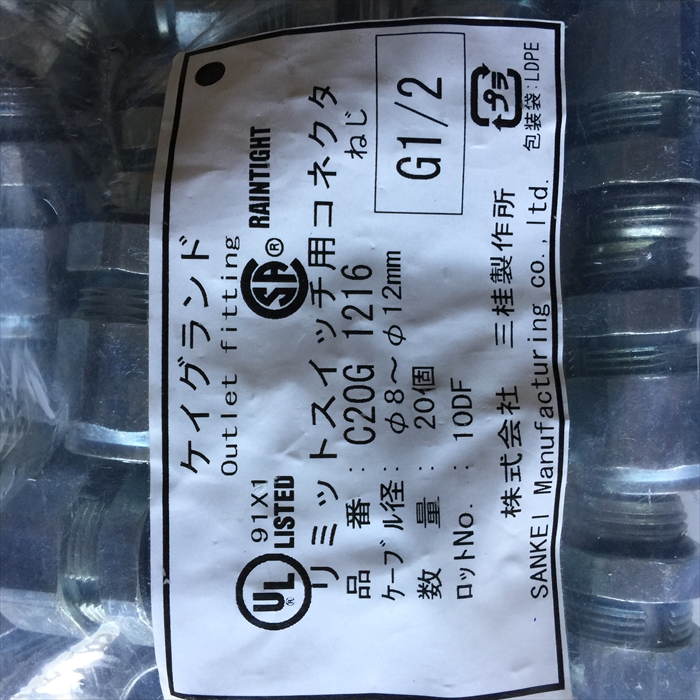 ケイグランド
Outlet fitting
UL® 91X1 LISTED SA® RAINTIGHT
リミットスイッチ用コネクタ
品番:C20G 1216
ケーブル径:φ8~φ12mm
数量:20個
ロットNo.:10DF
ねじ
G1/2
株式会社 三桂製作所
SANKEI Manufacturing co., ltd.
プラ
包装袋:LDPE